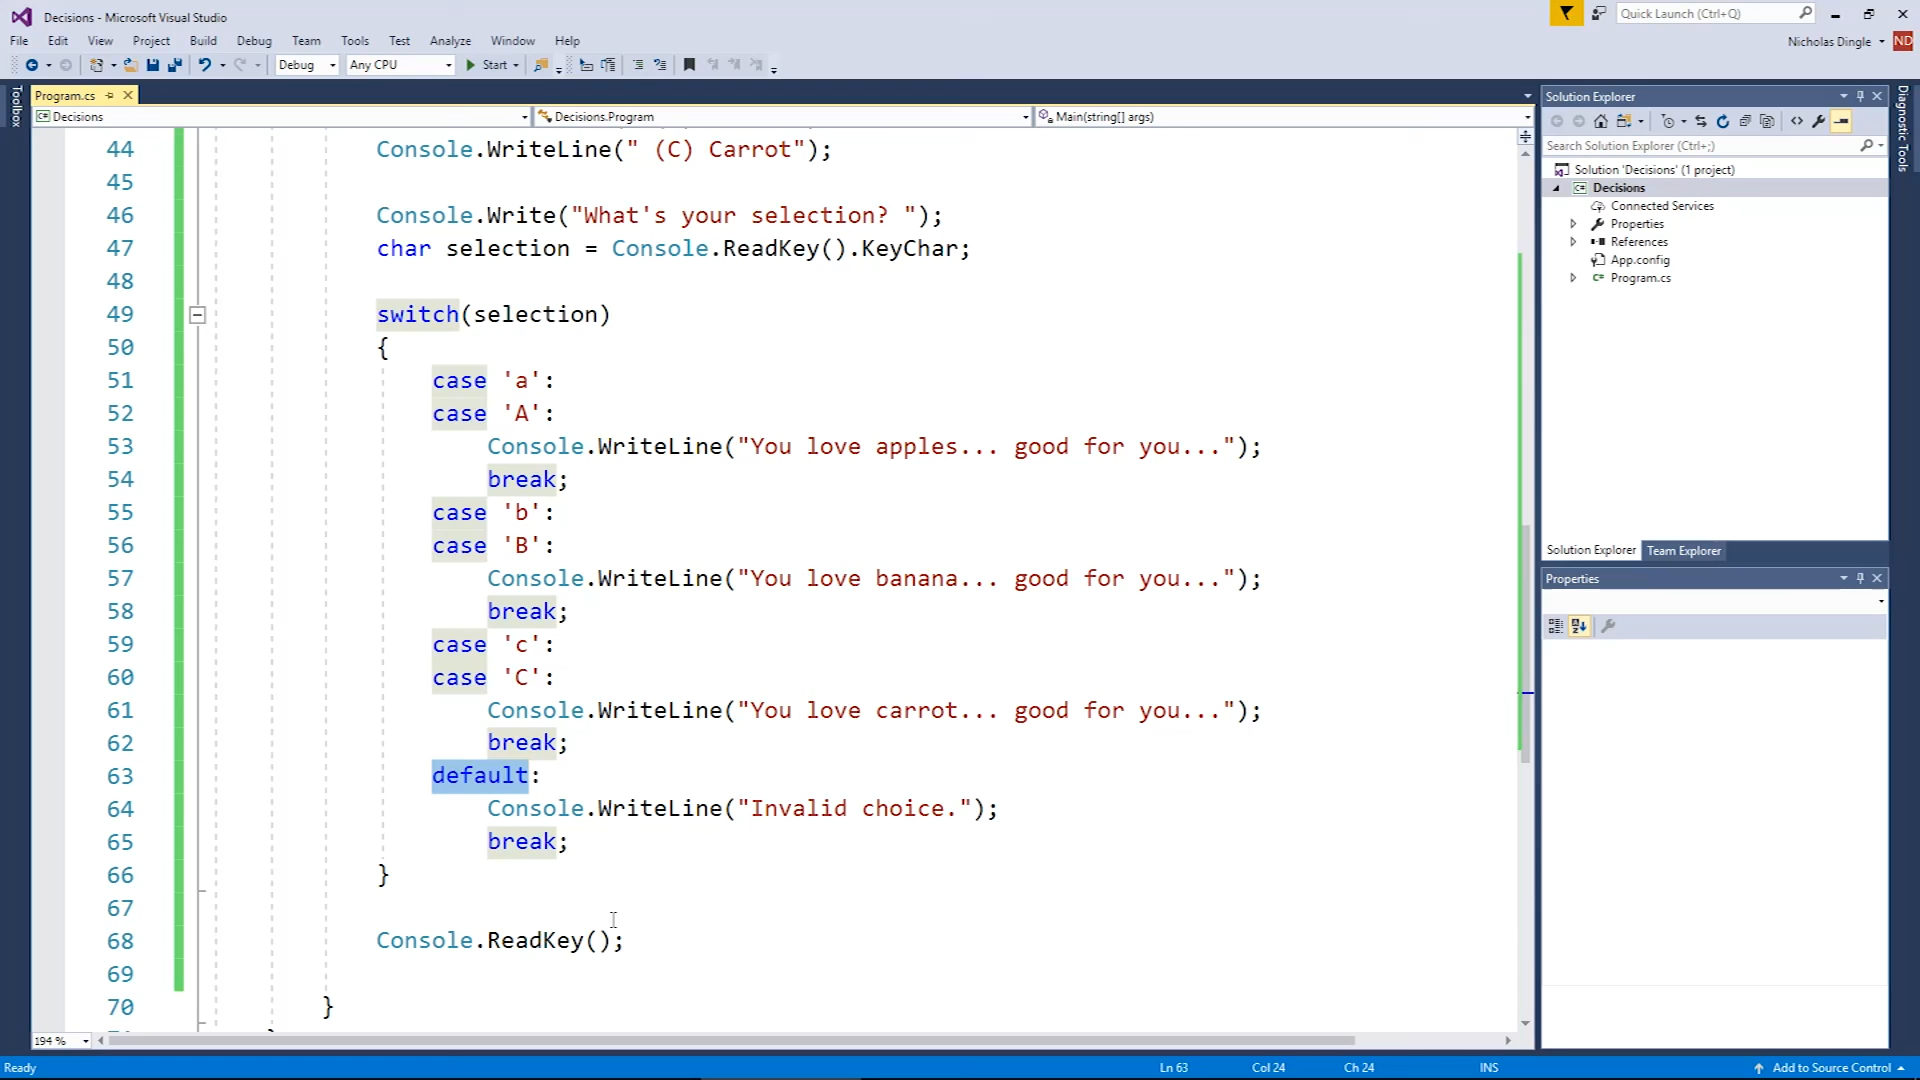 Decisions - Microsoft Visual Studio
Quick Launch (Ctrl+Q)
File Edit View Project Build Debug Team Tools Test Analyze Window Help
Nicholas Dingle ND
Debug Any CPU Start
Toolbox
Program.cs
Decisions Decisions.Program Main(string[] args)
44 Console.WriteLine(" (C) Carrot");
45
46 Console.Write("What's your selection? ");
47 char selection = Console.ReadKey().KeyChar;
48
49 switch(selection)
50 {
51 case 'a':
52 case 'A':
53 Console.WriteLine("You love apples... good for you...");
54 break;
55 case 'b':
56 case 'B':
57 Console.WriteLine("You love banana... good for you...");
58 break;
59 case 'c':
60 case 'C':
61 Console.WriteLine("You love carrot... good for you...");
62 break;
63 default:
64 Console.WriteLine("Invalid choice.");
65 break;
66 }
67
68 Console.ReadKey();
69
70 }
194 %
Solution Explorer
Search Solution Explorer (Ctrl+;)
Solution 'Decisions' (1 project)
Decisions
Connected Services
Properties
References
App.config
Program.cs
Solution Explorer Team Explorer
Properties
Diagnostic Tools
Ready Ln 63 Col 24 Ch 24 INS Add to Source Control